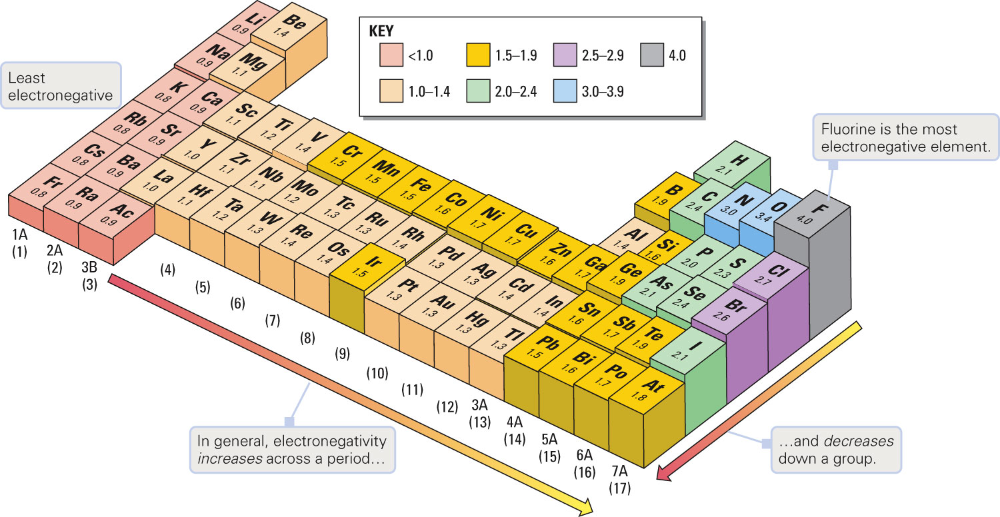 Li
0.9
Be
1.4
Na
0.9
Mg
1.1
K
0.8
Ca
0.9
Sc
1.1
Ti
1.2
V
1.4
Cr
1.5
Mn
1.5
Fe
1.5
Co
1.6
Ni
1.7
Cu
1.7
Zn
1.6
Ga
1.7
Ge
1.9
As
2.1
Se
2.4
Br
2.6
Rb
0.8
Sr
0.9
Y
1.0
Zr
1.1
Nb
1.1
Mo
1.2
Tc
1.3
Ru
1.3
Rh
1.4
Pd
1.3
Ag
1.3
Cd
1.4
In
1.4
Sn
1.6
Sb
1.7
Te
1.9
I
2.1
Cs
0.8
Ba
0.9
La
1.0
Hf
1.1
Ta
1.2
W
1.3
Re
1.4
Os
1.4
Ir
1.5
Pt
1.3
Au
1.3
Hg
1.3
Tl
1.3
Pb
1.5
Bi
1.6
Po
1.7
At
1.8
Fr
0.8
Ra
0.9
Ac
0.9
H
2.1
B
1.9
C
2.4
N
3.0
O
3.4
F
4.0
Al
1.4
Si
1.6
P
2.0
S
2.3
Cl
2.7
KEY
<1.0
1.5–1.9
2.5–2.9
4.0
1.0–1.4
2.0–2.4
3.0–3.9
Least
electronegative
Fluorine is the most
electronegative element.
1A
(1)
2A
(2)
3B
(3)
(4)
(5)
(6)
(7)
(8)
(9)
(10)
(11)
(12)
3A
(13)
4A
(14)
5A
(15)
6A
(16)
7A
(17)
In general, electronegativity
increases across a period…
…and decreases
down a group.